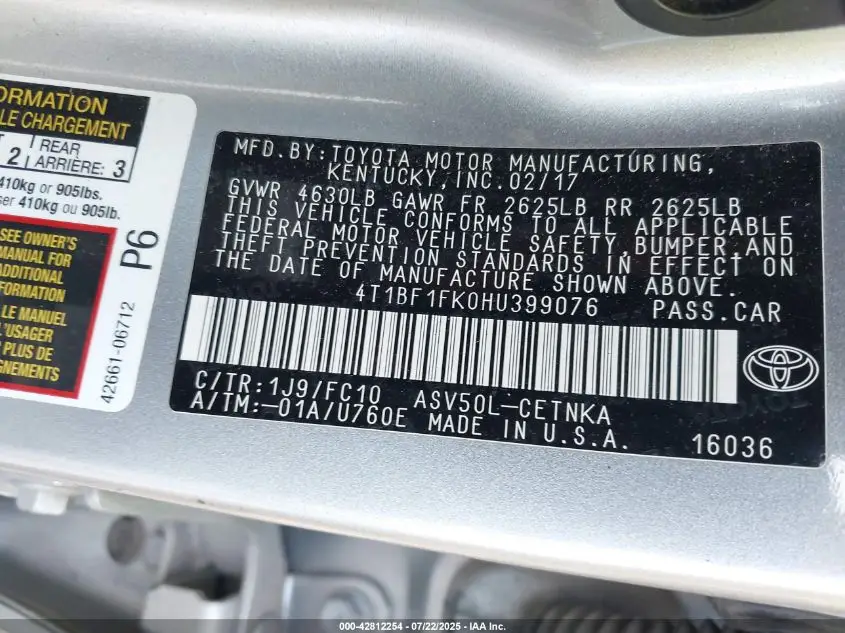 ORMATION
LE CHARGEMENT
2 REAR
ARRIÈRE: 3
410kg or 905lbs.
ser 410kg ou 905lb.
SEE OWNER'S
MANUAL FOR
ADDITIONAL
NFORMATION
LE MANUEL
L'USAGER
PLUS DE
GNEMENTS
42661-06712
P6
MFD.BY:TOYOTA MOTOR MANUFACTURING,
KENTUCKY,INC.02/17
GVWR 4630LB GAWR FR 2625LB RR 2625LB
THIS VEHICLE CONFORMS TO ALL APPLICABLE
FEDERAL MOTOR VEHICLE SAFETY,BUMPER,AND
THEFT PREVENTION STANDARDS IN EFFECT ON
THE DATE OF MANUFACTURE SHOWN ABOVE.
4T1BF1FK0HU399076 PASS.CAR
C/TR:1J9/FC10 ASV50L-CETNKA
A/TM:-01A/U760E MADE IN U.S.A. 16036
000-42812254 | 07/22/2025 - IAA Inc.